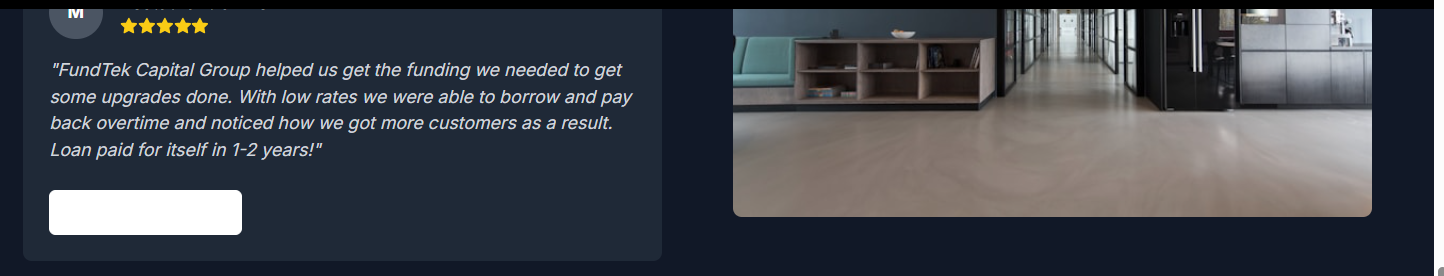 M
"FundTek Capital Group helped us get the funding we needed to get
some upgrades done. With low rates we were able to borrow and pay
back overtime and noticed how we got more customers as a result.
Loan paid for itself in 1-2 years!"